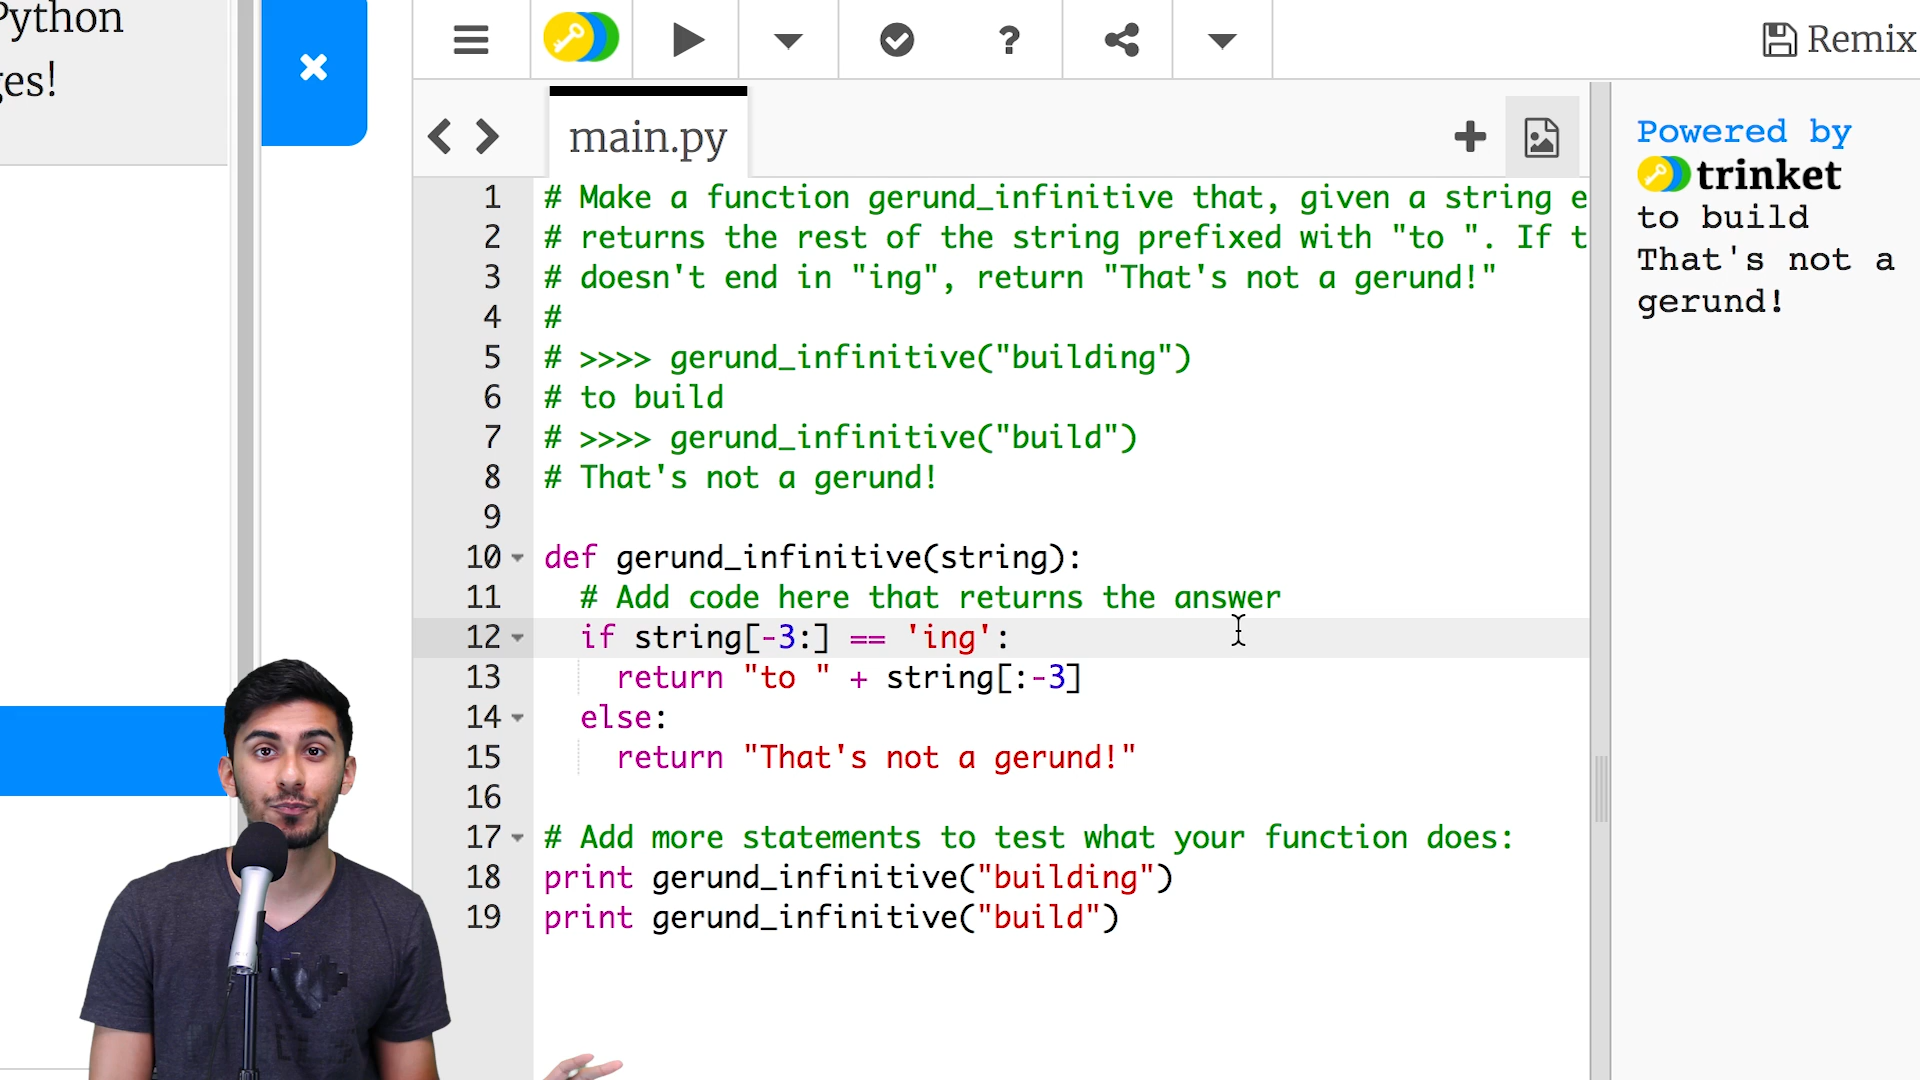 Python
ges!
Remix
main.py
1 # Make a function gerund_infinitive that, given a string e
2 # returns the rest of the string prefixed with "to ". If t
3 # doesn't end in "ing", return "That's not a gerund!"
4 #
5 # >>>> gerund_infinitive("building")
6 # to build
7 # >>>> gerund_infinitive("build")
8 # That's not a gerund!
9
10 def gerund_infinitive(string):
11 # Add code here that returns the answer
12 if string[-3:] == 'ing':
13 return "to " + string[:-3]
14 else:
15 return "That's not a gerund!"
16
17 # Add more statements to test what your function does:
18 print gerund_infinitive("building")
19 print gerund_infinitive("build")
Powered by
trinket
to build
That's not a
gerund!